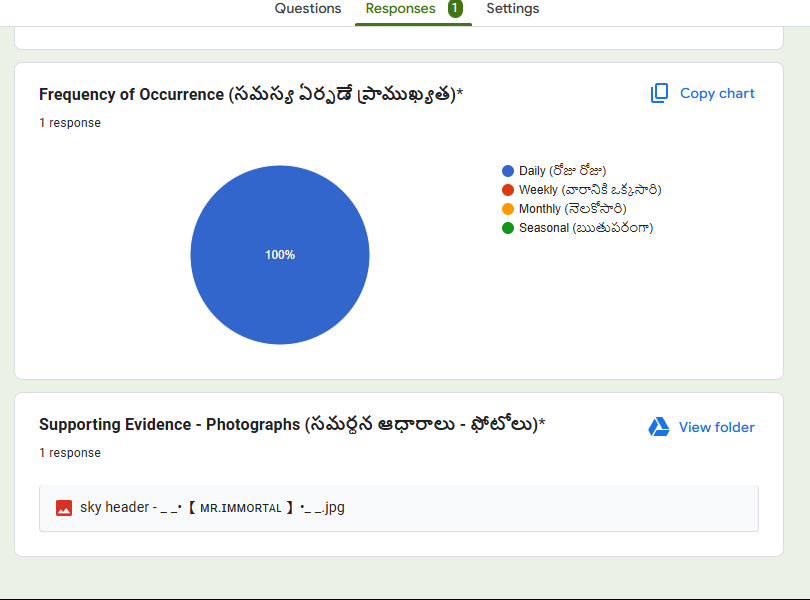 Questions
Responses 1
Settings
Frequency of Occurrence (సమస్య ఏర్పడే ప్రాముఖ్యత)*
Copy chart
1 response
100%
Daily (రోజు రోజు)
Weekly (వారానికి ఒక్కసారి)
Monthly (నెలకోసారి)
Seasonal (ఋతుపరంగా)
Supporting Evidence - Photographs (సమర్థన ఆధారాలు - ఫోటోలు)*
View folder
1 response
sky header - _ _•【 ᴍʀ.ɪᴍᴍᴏʀᴛᴀʟ 】•_ _.jpg